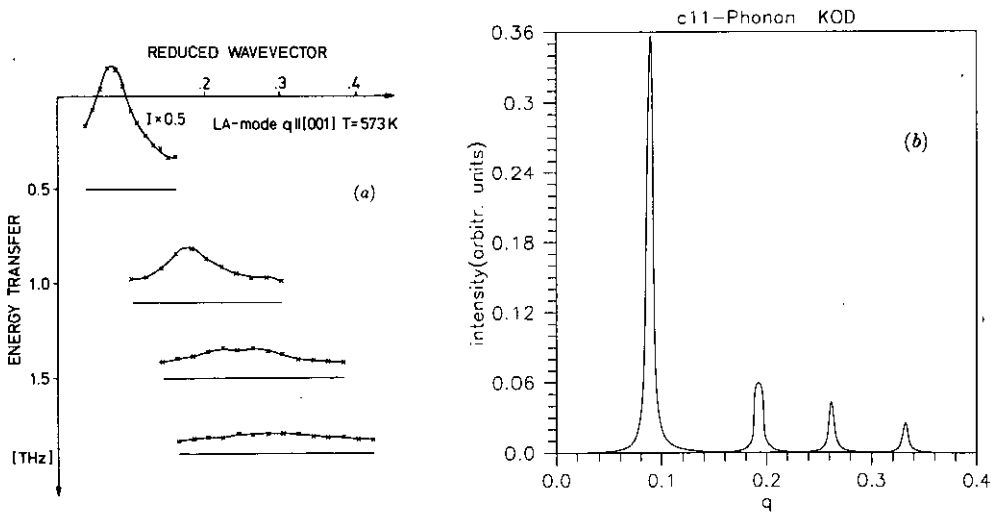 REDUCED WAVEVECTOR
.2 .3 .4
I×0.5 LA-mode q II [001] T=573K
(a)
0.5
1.0
1.5
[THz]
ENERGY TRANSFER
c11-Phonon KOD
(b)
0.36
0.3
0.24
0.18
0.12
0.06
0.0
intensity(arbitr. units)
0.0 0.1 0.2 0.3 0.4
q